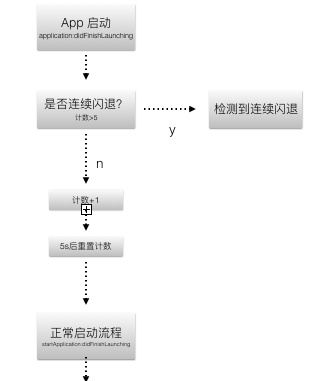 App 启动
application:didFinishLaunching
是否连续闪退？
计数>5
检测到连续闪退
y
n
计数+1
5s后重置计数
正常启动流程
startApplication:didFinishLaunching